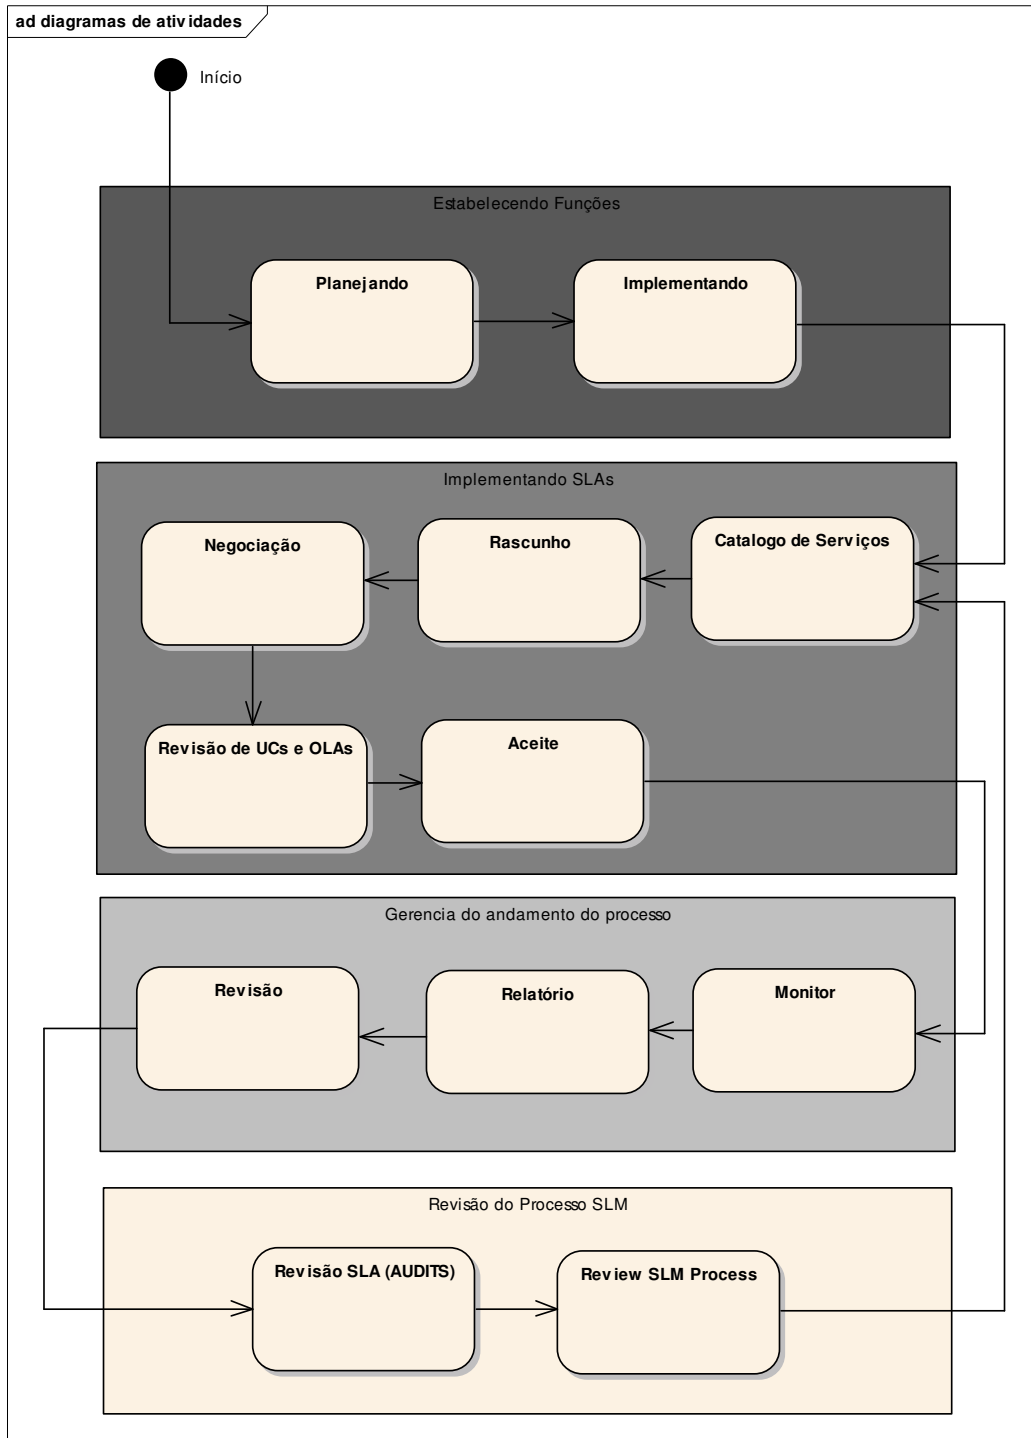 ad diagramas de atividades
Início
Estabelecendo Funções
Planejando
Implementando
Implementando SLAs
Negociação
Rascunho
Catalogo de Serviços
Revisão de UCs e OLAs
Aceite
Gerencia do andamento do processo
Revisão
Relatório
Monitor
Revisão do Processo SLM
Revisão SLA (AUDITS)
Review SLM Process